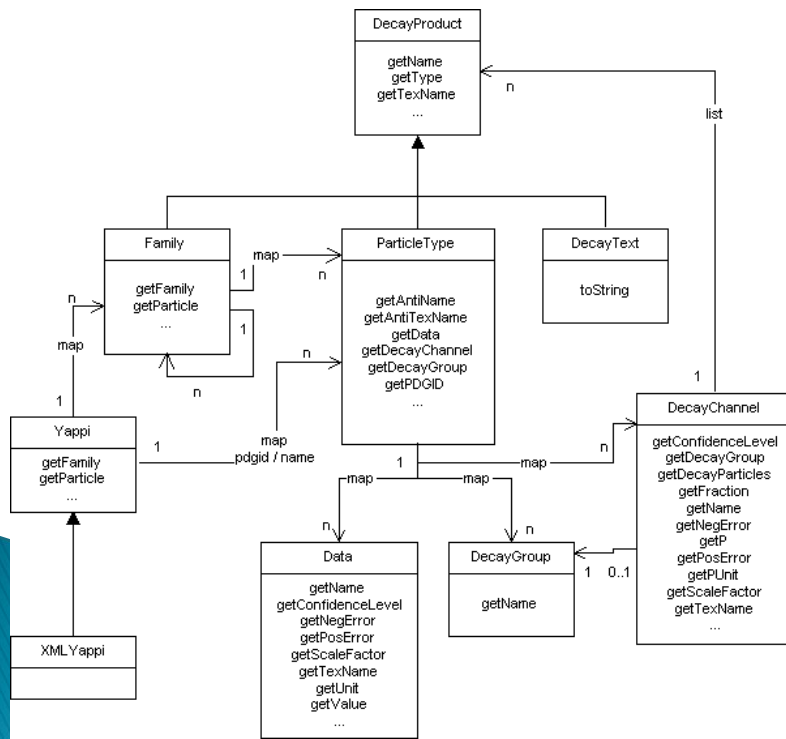 DecayProduct
getName
getType
getTexName
...
n
list
Family
getFamily
getParticle
...
1
map
n
1
n
ParticleType
getAntiName
getAntiTexName
getData
getDecayChannel
getDecayGroup
getPDGID
...
DecayText
toString
n
map
1
n
Yappi
getFamily
getParticle
...
1
map
pdgid / name
1
DecayChannel
getConfidenceLevel
getDecayGroup
getDecayParticles
getFraction
getName
getNegError
getP
getPosError
getPUnit
getScaleFactor
getTexName
...
1
n
map
map
map
n
n
Data
getName
getConfidenceLevel
getNegError
getPosError
getScaleFactor
getTexName
getUnit
getValue
...
DecayGroup
getName
1
0..1
XMLYappi